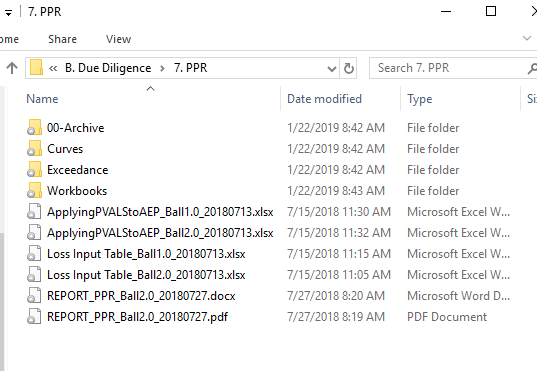 7. PPR
ome Share View
« B. Due Diligence > 7. PPR Search 7. PPR
Name Date modified Type Si
00-Archive 1/22/2019 8:42 AM File folder
Curves 1/22/2019 8:42 AM File folder
Exceedance 1/22/2019 8:42 AM File folder
Workbooks 1/22/2019 8:43 AM File folder
ApplyingPVALStoAEP_Ball1.0_20180713.xlsx 7/15/2018 11:30 AM Microsoft Excel W...
ApplyingPVALStoAEP_Ball2.0_20180713.xlsx 7/15/2018 11:32 AM Microsoft Excel W...
Loss Input Table_Ball1.0_20180713.xlsx 7/15/2018 11:15 AM Microsoft Excel W...
Loss Input Table_Ball2.0_20180713.xlsx 7/15/2018 11:05 AM Microsoft Excel W...
REPORT_PPR_Ball2.0_20180727.docx 7/27/2018 8:20 AM Microsoft Word D...
REPORT_PPR_Ball2.0_20180727.pdf 7/27/2018 8:19 AM PDF Document